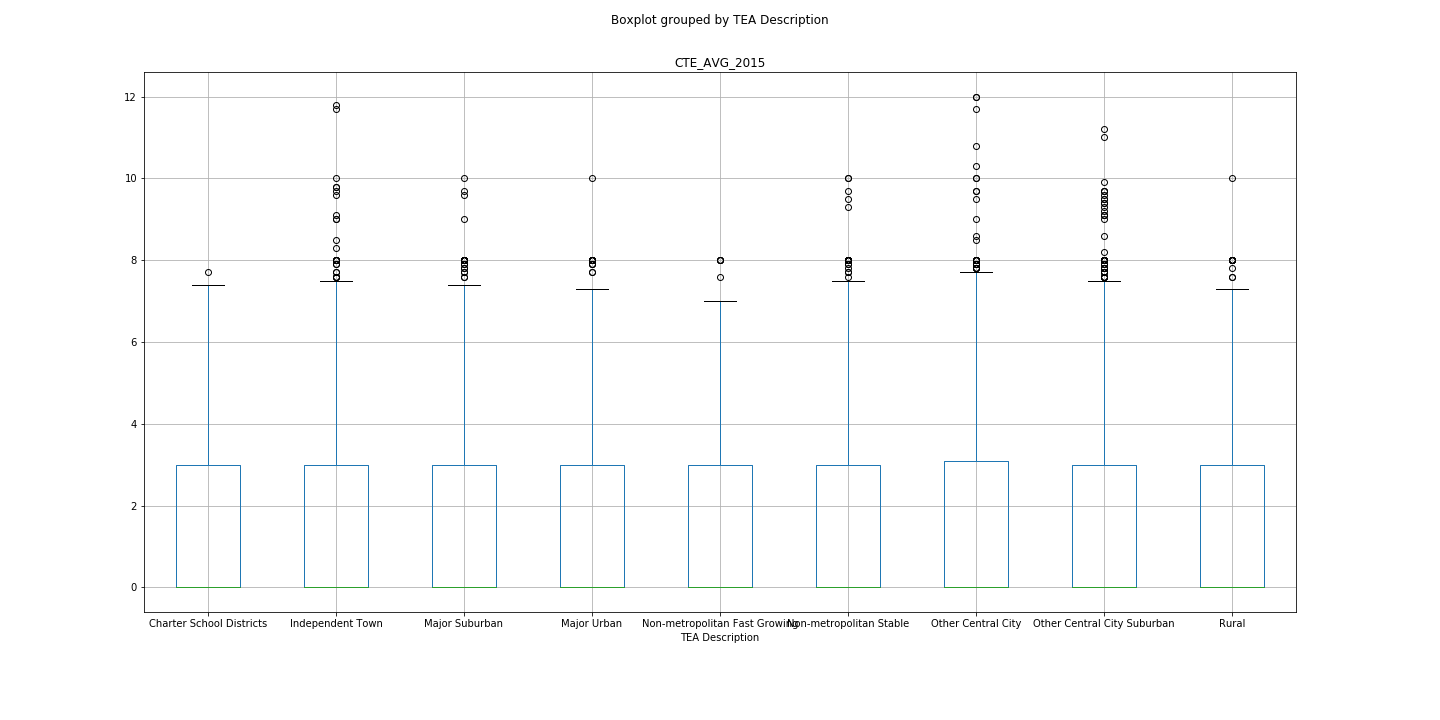 Boxplot grouped by TEA Description
CTE_AVG_2015
12
10
8
6
4
2
0
Charter School Districts Independent Town Major Suburban Major Urban Non-metropolitan Fast Growing Non-metropolitan Stable Other Central City Other Central City Suburban Rural
TEA Description